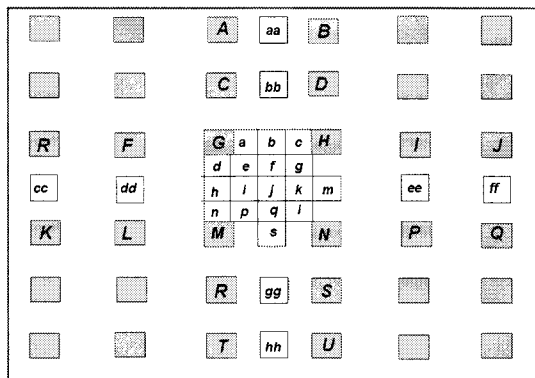 A aa B
C bb D
R F G a b c H I J
d e f g
cc dd h i j k m ee ff
n p q l
K L M s N P Q
R gg S
T hh U